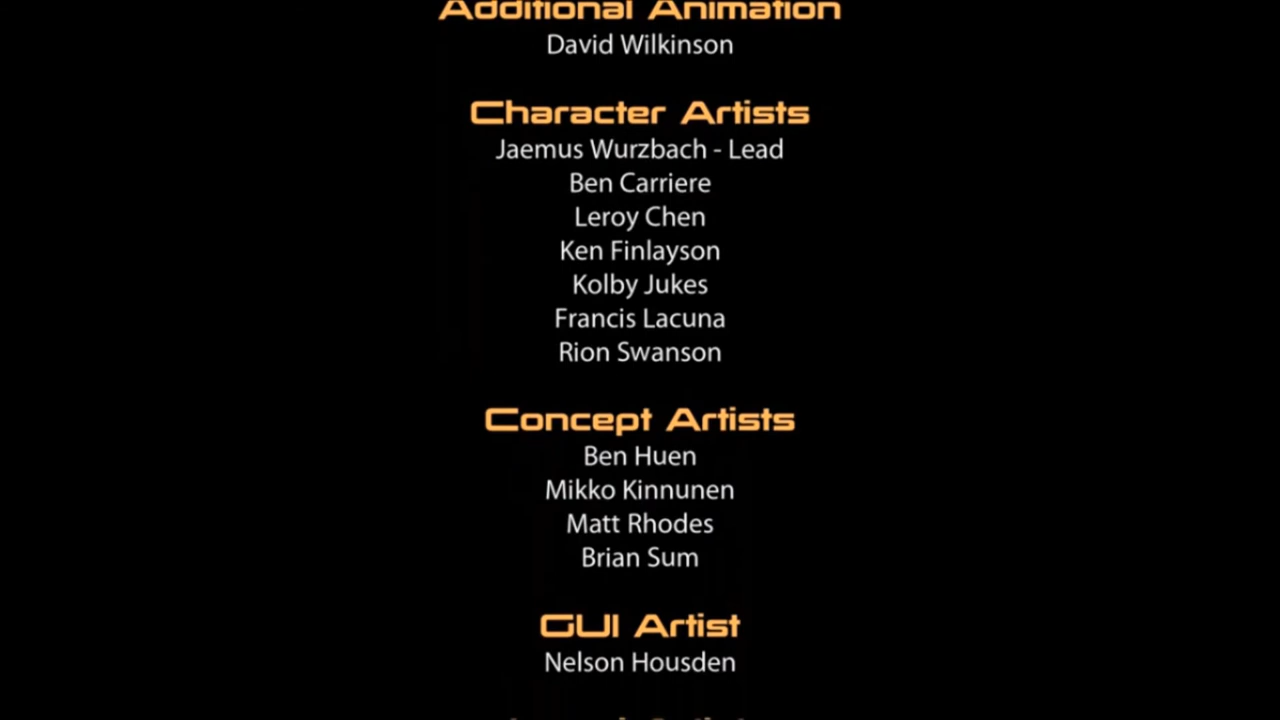 Additional Animation
David Wilkinson
Character Artists
Jaemus Wurzbach - Lead
Ben Carriere
Leroy Chen
Ken Finlayson
Kolby Jukes
Francis Lacuna
Rion Swanson
Concept Artists
Ben Huen
Mikko Kinnunen
Matt Rhodes
Brian Sum
GUI Artist
Nelson Housden